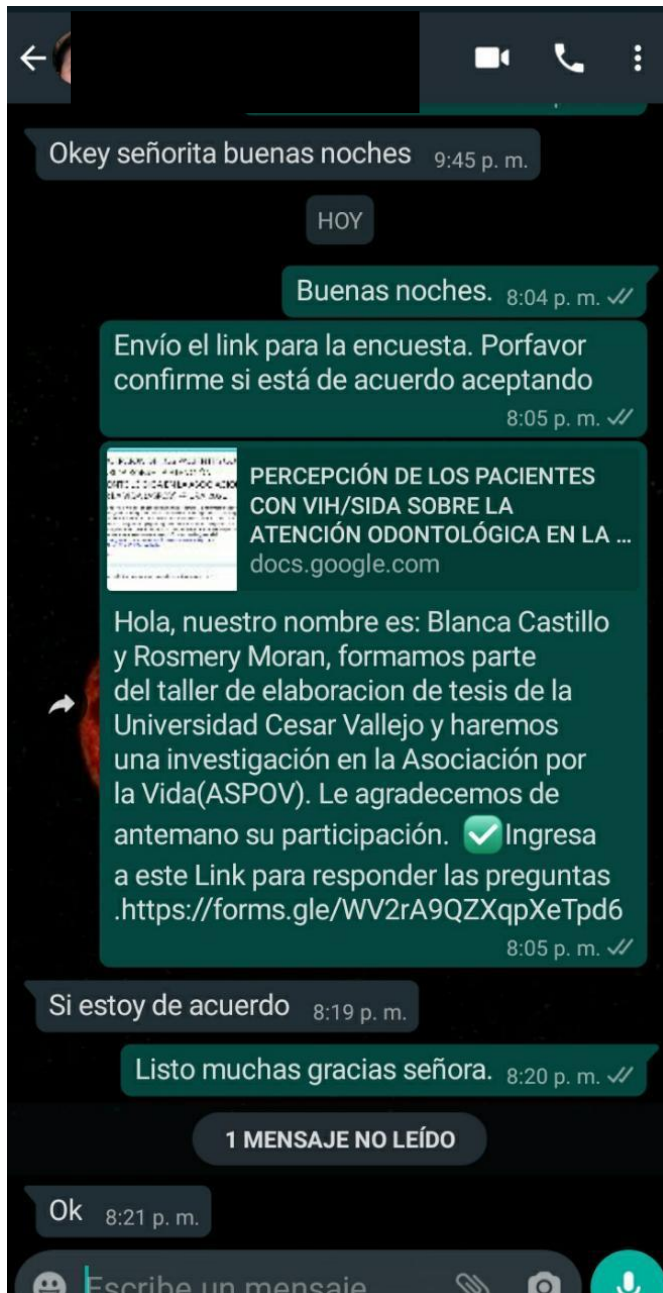 Okey señorita buenas noches 9:45 p. m.
HOY
Buenas noches. 8:04 p. m.
Envío el link para la encuesta. Porfavor
confirme si está de acuerdo aceptando
8:05 p. m.
PERCEPCIÓN DE LOS PACIENTES
CON VIH/SIDA SOBRE LA
ATENCIÓN ODONTOLÓGICA EN LA ...
docs.google.com
Hola, nuestro nombre es: Blanca Castillo
y Rosmery Moran, formamos parte
del taller de elaboracion de tesis de la
Universidad Cesar Vallejo y haremos
una investigación en la Asociación por
la Vida(ASPOV). Le agradecemos de
antemano su participación. ✅Ingresa
a este Link para responder las preguntas
.https://forms.gle/WV2rA9QZXqpXeTpd6
8:05 p. m.
Si estoy de acuerdo 8:19 p. m.
Listo muchas gracias señora. 8:20 p. m.
1 MENSAJE NO LEÍDO
Ok 8:21 p. m.
Escribe un mensaje